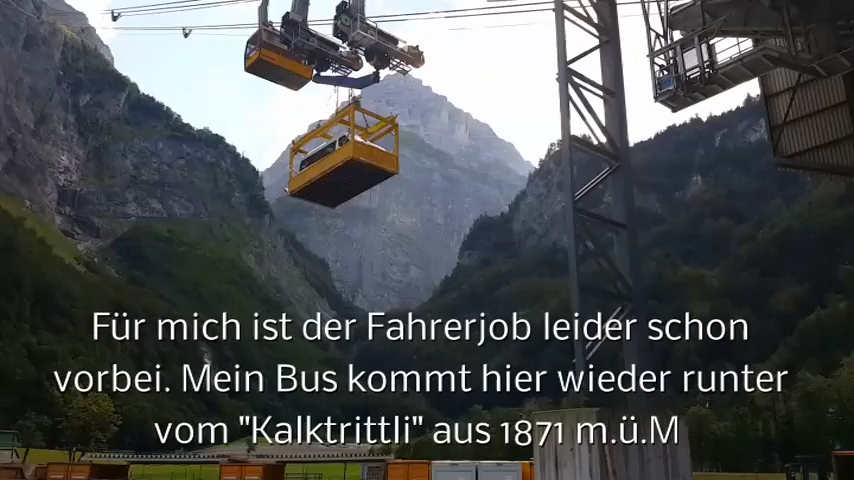 Für mich ist der Fahrerjob leider schon
vorbei. Mein Bus kommt hier wieder runter
vom "Kalktrittli" aus 1871 m.ü.M